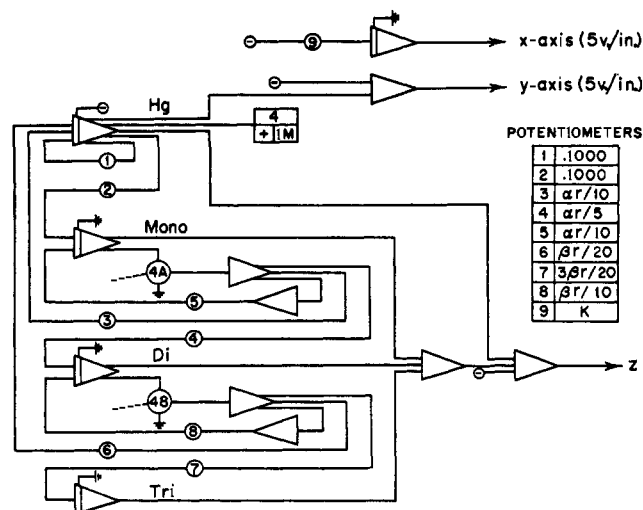 ⊖ 9 x-axis (5v./in.)
⊖ y-axis (5v./in.)
Hg ⊖
4
+ 1M
1
2
POTENTIOMETERS
1 .1000
2 .1000
3 αr/10
4 αr/5
5 αr/10
6 βr/20
7 3βr/20
8 βr/10
9 K
Mono
4A
5
3
4
Di
⊖ z
4B
8
6
7
Tri